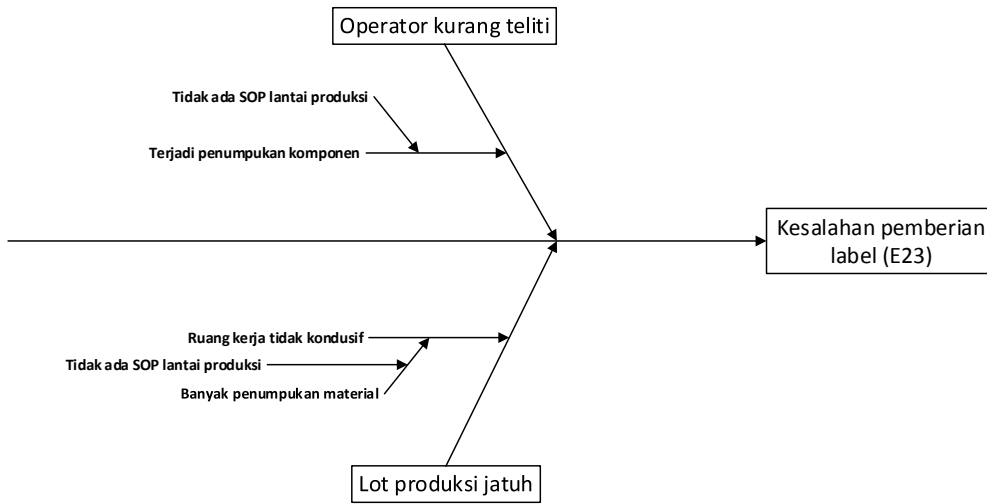 Operator kurang teliti
Tidak ada SOP lantai produksi
Terjadi penumpukan komponen
Kesalahan pemberian
label (E23)
Ruang kerja tidak kondusif
Tidak ada SOP lantai produksi
Banyak penumpukan material
Lot produksi jatuh